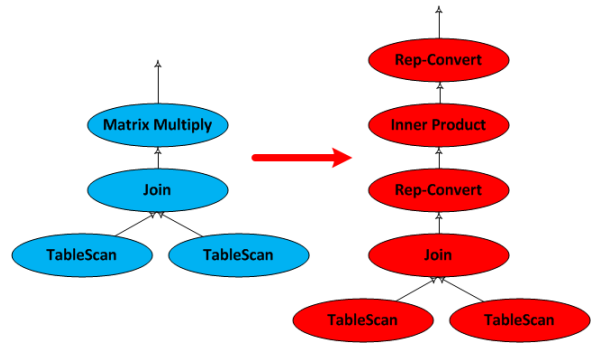 Matrix Multiply
Join
TableScan
TableScan
Rep-Convert
Inner Product
Rep-Convert
Join
TableScan
TableScan